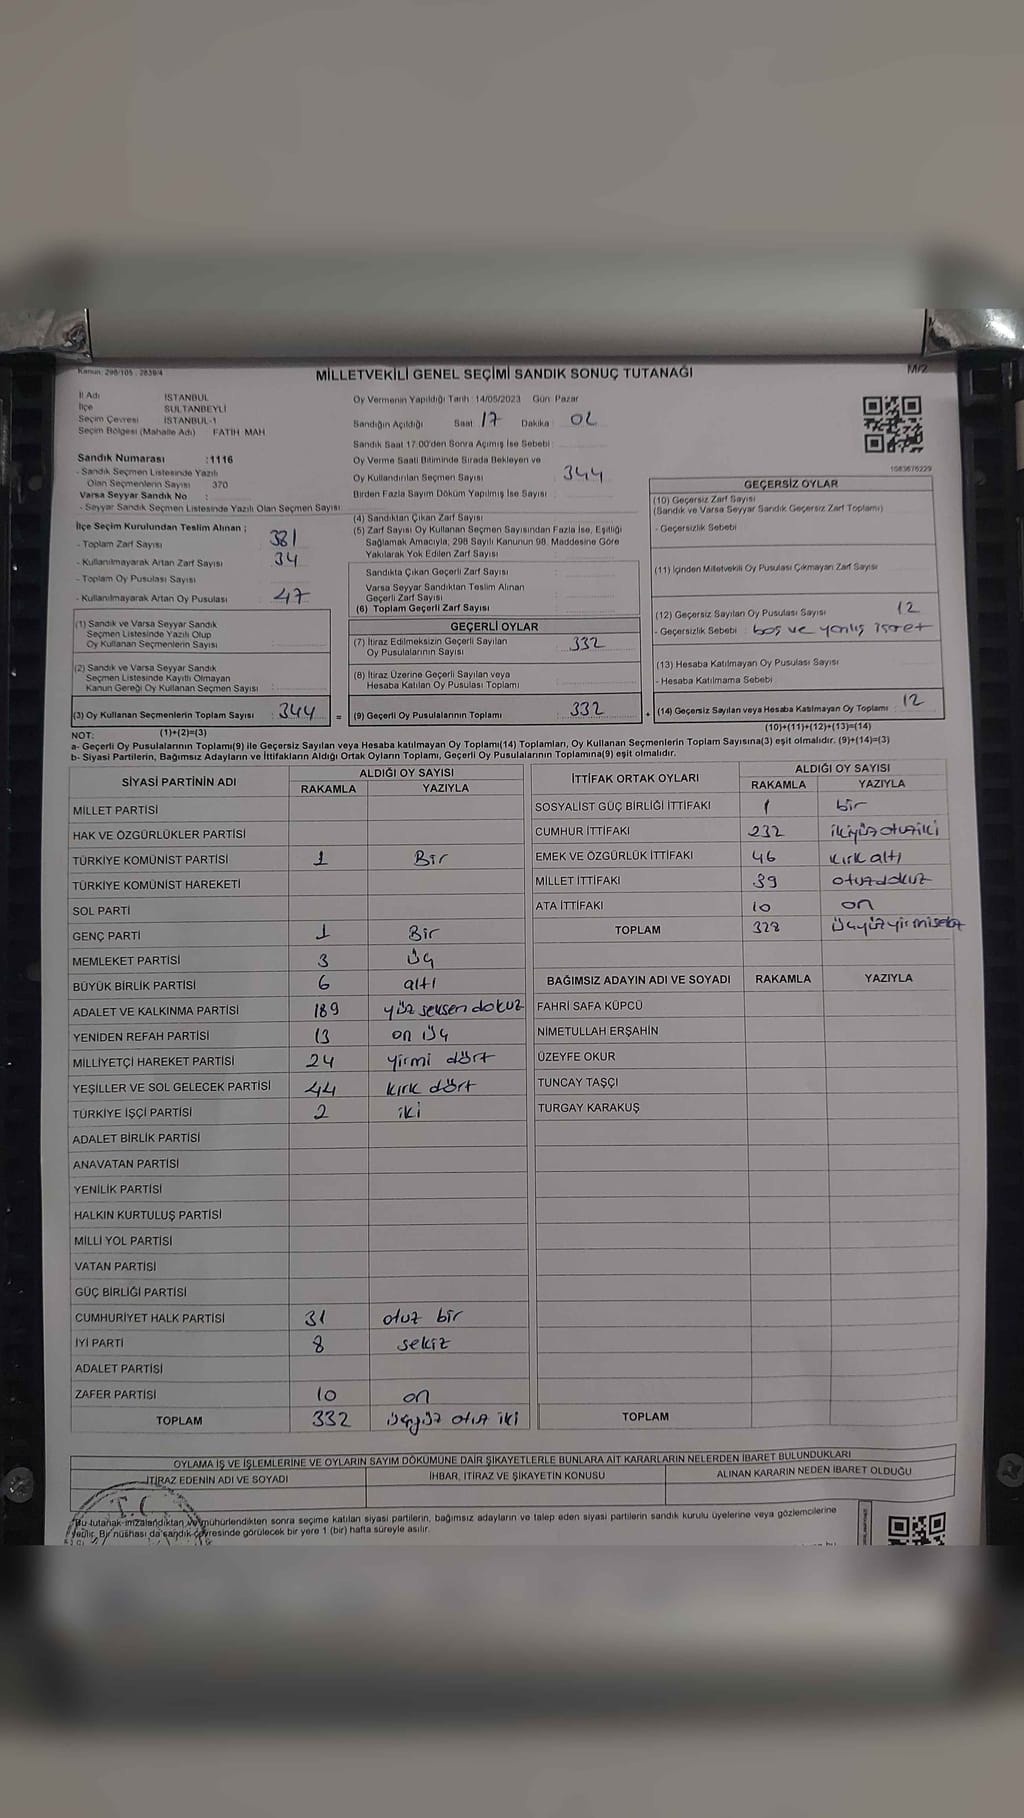 Kanun: 298/105 , 2839/4
M/2
MİLLETVEKİLİ GENEL SEÇİMİ SANDIK SONUÇ TUTANAĞI
İl Adı İSTANBUL
İlçe SULTANBEYLİ
Seçim Çevresi İSTANBUL-1
Seçim Bölgesi (Mahalle Adı) FATİH MAH
Sandık Numarası :1116
- Sandık Seçmen Listesinde Yazılı
Olan Seçmenlerin Sayısı 370
Varsa Seyyar Sandık No :
- Seyyar Sandık Seçmen Listesinde Yazılı Olan Seçmen Sayısı
İlçe Seçim Kurulundan Teslim Alınan ;
- Toplam Zarf Sayısı 381
- Kullanılmayarak Artan Zarf Sayısı 34
- Toplam Oy Pusulası Sayısı
- Kullanılmayarak Artan Oy Pusulası 47
(1) Sandık ve Varsa Seyyar Sandık
Seçmen Listesinde Yazılı Olup
Oy Kullanan Seçmenlerin Sayısı
(2) Sandık ve Varsa Seyyar Sandık
Seçmen Listesinde Kayıtlı Olmayan
Kanun Gereği Oy Kullanan Seçmen Sayısı :
(3) Oy Kullanan Seçmenlerin Toplam Sayısı : 344 =
(1)+(2)=(3)
Oy Vermenin Yapıldığı Tarih :14/05/2023 Gün: Pazar
Sandığın Açıldığı Saat 17 Dakika :
Sandık Saat 17:00'den Sonra Açımış İse Sebebi :
Oy Verme Saati Bitiminde Sırada Bekleyen ve
Oy Kullandırılan Seçmen Sayısı : 344
Birden Fazla Sayım Döküm Yapılmış İse Sayısı :
(4) Sandıktan Çıkan Zarf Sayısı
(5) Zarf Sayısı Oy Kullanan Seçmen Sayısından Fazla İse, Eşitliği
Sağlamak Amacıyla, 298 Sayılı Kanunun 98. Maddesine Göre
Yakılarak Yok Edilen Zarf Sayısı :
Sandıkta Çıkan Geçerli Zarf Sayısı
Varsa Seyyar Sandıktan Teslim Alınan
Geçerli Zarf Sayısı
(6) Toplam Geçerli Zarf Sayısı
GEÇERLİ OYLAR
(7) İtiraz Edilmeksizin Geçerli Sayılan
Oy Pusulalarının Sayısı : 332
(8) İtiraz Üzerine Geçerli Sayılan veya
Hesaba Katılan Oy Pusulası Toplamı
(9) Geçerli Oy Pusulalarının Toplamı : 332 +
1083676229
GEÇERSİZ OYLAR
(10) Geçersiz Zarf Sayısı
(Sandık ve Varsa Seyyar Sandık Geçersiz Zarf Toplamı)
- Geçersizlik Sebebi
(11) İçinden Milletvekili Oy Pusulası Çıkmayan Zarf Sayısı
(12) Geçersiz Sayılan Oy Pusulası Sayısı 12
- Geçersizlik Sebebi : boş ve yanlış işaret
(13) Hesaba Katılmayan Oy Pusulası Sayısı
- Hesaba Katılmama Sebebi
(14) Geçersiz Sayılan veya Hesaba Katılmayan Oy Toplamı : 12
(10)+(11)+(12)+(13)=(14)
NOT:
a- Geçerli Oy Pusulalarının Toplamı(9) ile Geçersiz Sayılan veya Hesaba katılmayan Oy Toplamı(14) Toplamları, Oy Kullanan Seçmenlerin Toplam Sayısına(3) eşit olmalıdır. (9)+(14)=(3)
b- Siyasi Partilerin, Bağımsız Adayların ve İttifakların Aldığı Ortak Oyların Toplamı, Geçerli Oy Pusulalarının Toplamına(9) eşit olmalıdır.
SİYASİ PARTİNİN ADI ALDIĞI OY SAYISI
RAKAMLA YAZIYLA
MİLLET PARTİSİ
HAK VE ÖZGÜRLÜKLER PARTİSİ
TÜRKİYE KOMÜNİST PARTİSİ 1 Bir
TÜRKİYE KOMÜNİST HAREKETİ
SOL PARTİ
GENÇ PARTİ 1 Bir
MEMLEKET PARTİSİ 3 üç
BÜYÜK BİRLİK PARTİSİ 6 altı
ADALET VE KALKINMA PARTİSİ 189 yüz seksen dokuz
YENİDEN REFAH PARTİSİ 13 on üç
MİLLİYETÇİ HAREKET PARTİSİ 24 yirmi dört
YEŞİLLER VE SOL GELECEK PARTİSİ 44 kırk dört
TÜRKİYE İŞÇİ PARTİSİ 2 iki
ADALET BİRLİK PARTİSİ
ANAVATAN PARTİSİ
YENİLİK PARTİSİ
HALKIN KURTULUŞ PARTİSİ
MİLLİ YOL PARTİSİ
VATAN PARTİSİ
GÜÇ BİRLİĞİ PARTİSİ
CUMHURİYET HALK PARTİSİ 31 otuz bir
İYİ PARTİ 8 sekiz
ADALET PARTİSİ
ZAFER PARTİSİ 10 on
TOPLAM 332 üçyüz otuz iki
İTTİFAK ORTAK OYLARI ALDIĞI OY SAYISI
RAKAMLA YAZIYLA
SOSYALİST GÜÇ BİRLİĞİ İTTİFAKI 1 bir
CUMHUR İTTİFAKI 232 ikiyüz otuziki
EMEK VE ÖZGÜRLÜK İTTİFAKI 46 kırk altı
MİLLET İTTİFAKI 39 otuzdokuz
ATA İTTİFAKI 10 on
TOPLAM 328 üçyüzyirmisekiz
BAĞIMSIZ ADAYIN ADI VE SOYADI RAKAMLA YAZIYLA
FAHRİ SAFA KÜPCÜ
NİMETULLAH ERŞAHİN
ÜZEYFE OKUR
TUNCAY TAŞÇI
TURGAY KARAKUŞ
TOPLAM
OYLAMA İŞ VE İŞLEMLERİNE VE OYLARIN SAYIM DÖKÜMÜNE DAİR ŞİKAYETLERLE BUNLARA AİT KARARLARIN NELERDEN İBARET BULUNDUKLARI
İTİRAZ EDENİN ADI VE SOYADI İHBAR, İTİRAZ VE ŞİKAYETİN KONUSU ALINAN KARARIN NEDEN İBARET OLDUĞU
T.C
Bu tutanak imzalandıktan ve mühürlendikten sonra seçime katılan siyasi partilerin, bağımsız adayların ve talep eden siyasi partilerin sandık kurulu üyelerine veya gözlemcilerine
Bir nüshası da sandık çevresinde görülecek bir yere 1 (bir) hafta süreyle asılır.